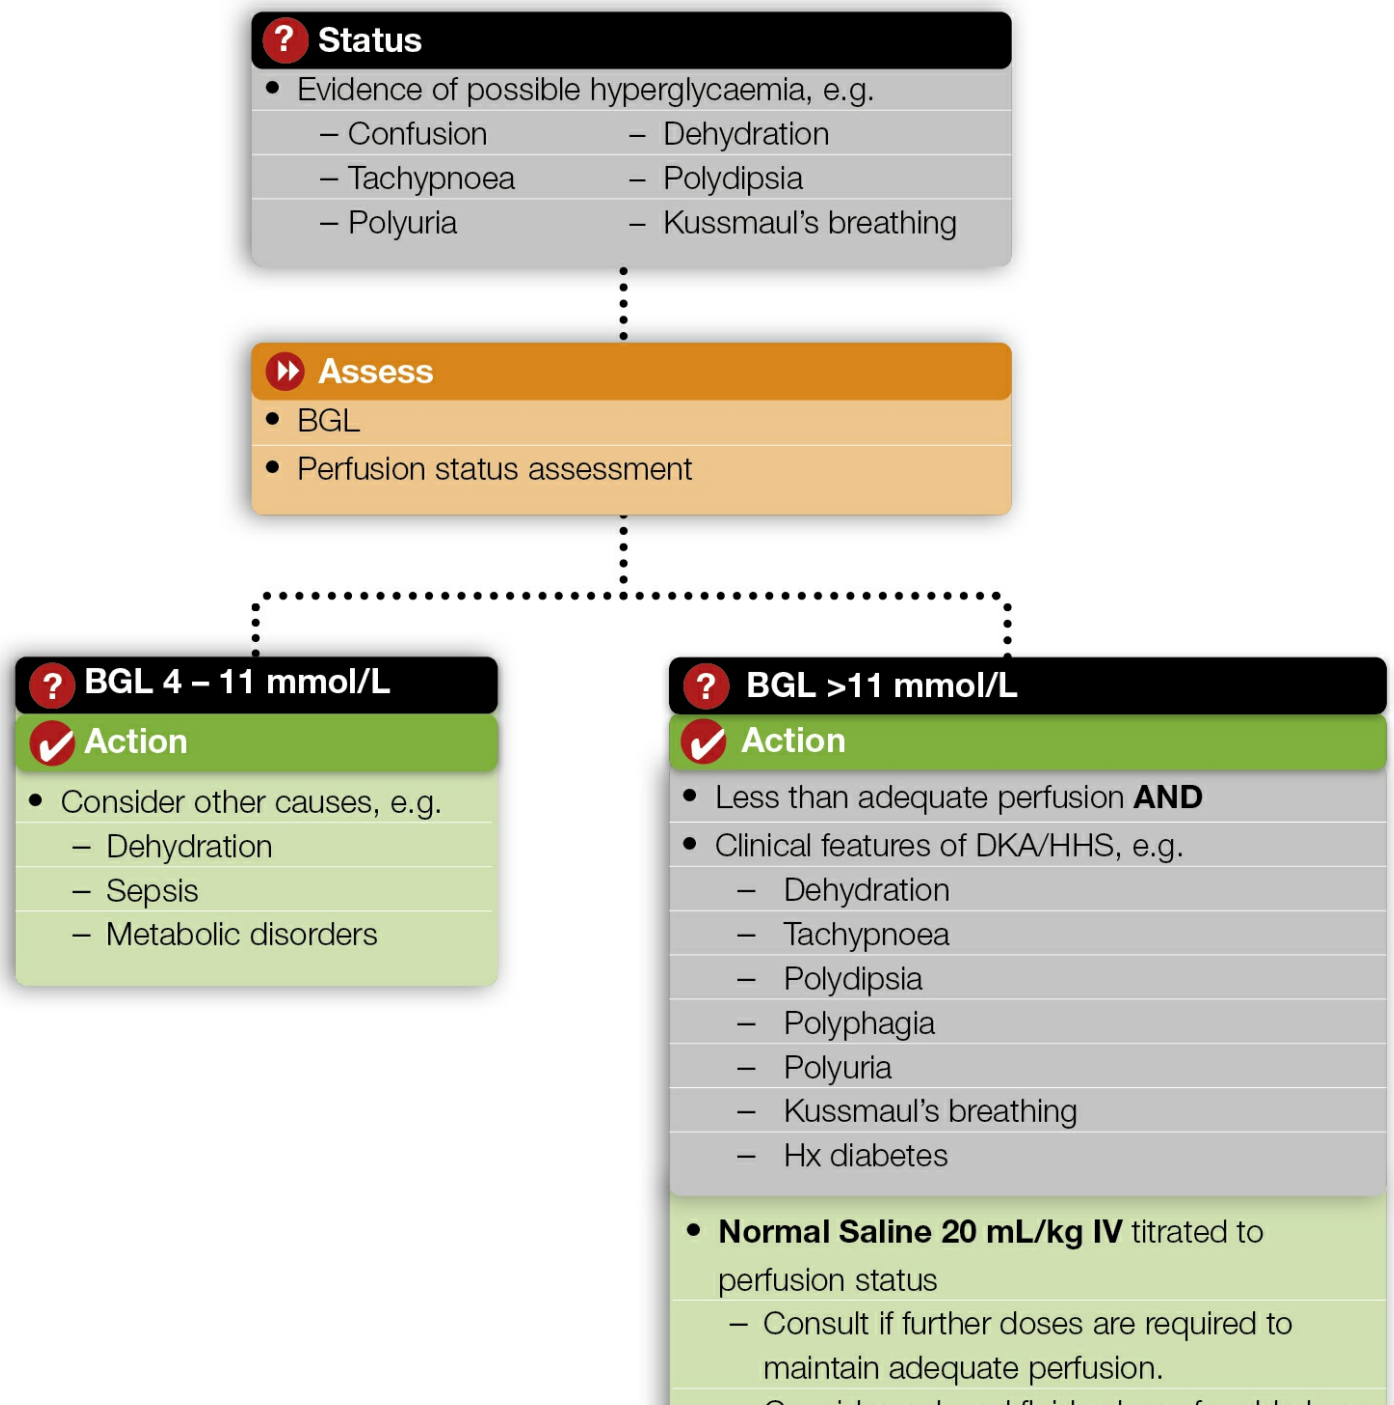 ? Status
• Evidence of possible hyperglycaemia, e.g.
– Confusion – Dehydration
– Tachypnoea – Polydipsia
– Polyuria – Kussmaul’s breathing
Assess
• BGL
• Perfusion status assessment
? BGL 4 – 11 mmol/L
Action
• Consider other causes, e.g.
– Dehydration
– Sepsis
– Metabolic disorders
? BGL >11 mmol/L
Action
• Less than adequate perfusion AND
• Clinical features of DKA/HHS, e.g.
– Dehydration
– Tachypnoea
– Polydipsia
– Polyphagia
– Polyuria
– Kussmaul’s breathing
– Hx diabetes
• Normal Saline 20 mL/kg IV titrated to
perfusion status
– Consult if further doses are required to
maintain adequate perfusion.